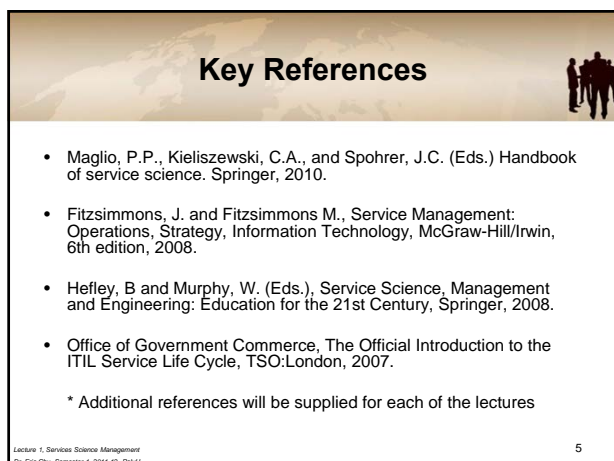 Key References
• Maglio, P.P., Kieliszewski, C.A., and Spohrer, J.C. (Eds.) Handbook
of service science. Springer, 2010.
• Fitzsimmons, J. and Fitzsimmons M., Service Management:
Operations, Strategy, Information Technology, McGraw-Hill/Irwin,
6th edition, 2008.
• Hefley, B and Murphy, W. (Eds.), Service Science, Management
and Engineering: Education for the 21st Century, Springer, 2008.
• Office of Government Commerce, The Official Introduction to the
ITIL Service Life Cycle, TSO:London, 2007.
* Additional references will be supplied for each of the lectures
Lecture 1, Services Science Management
5